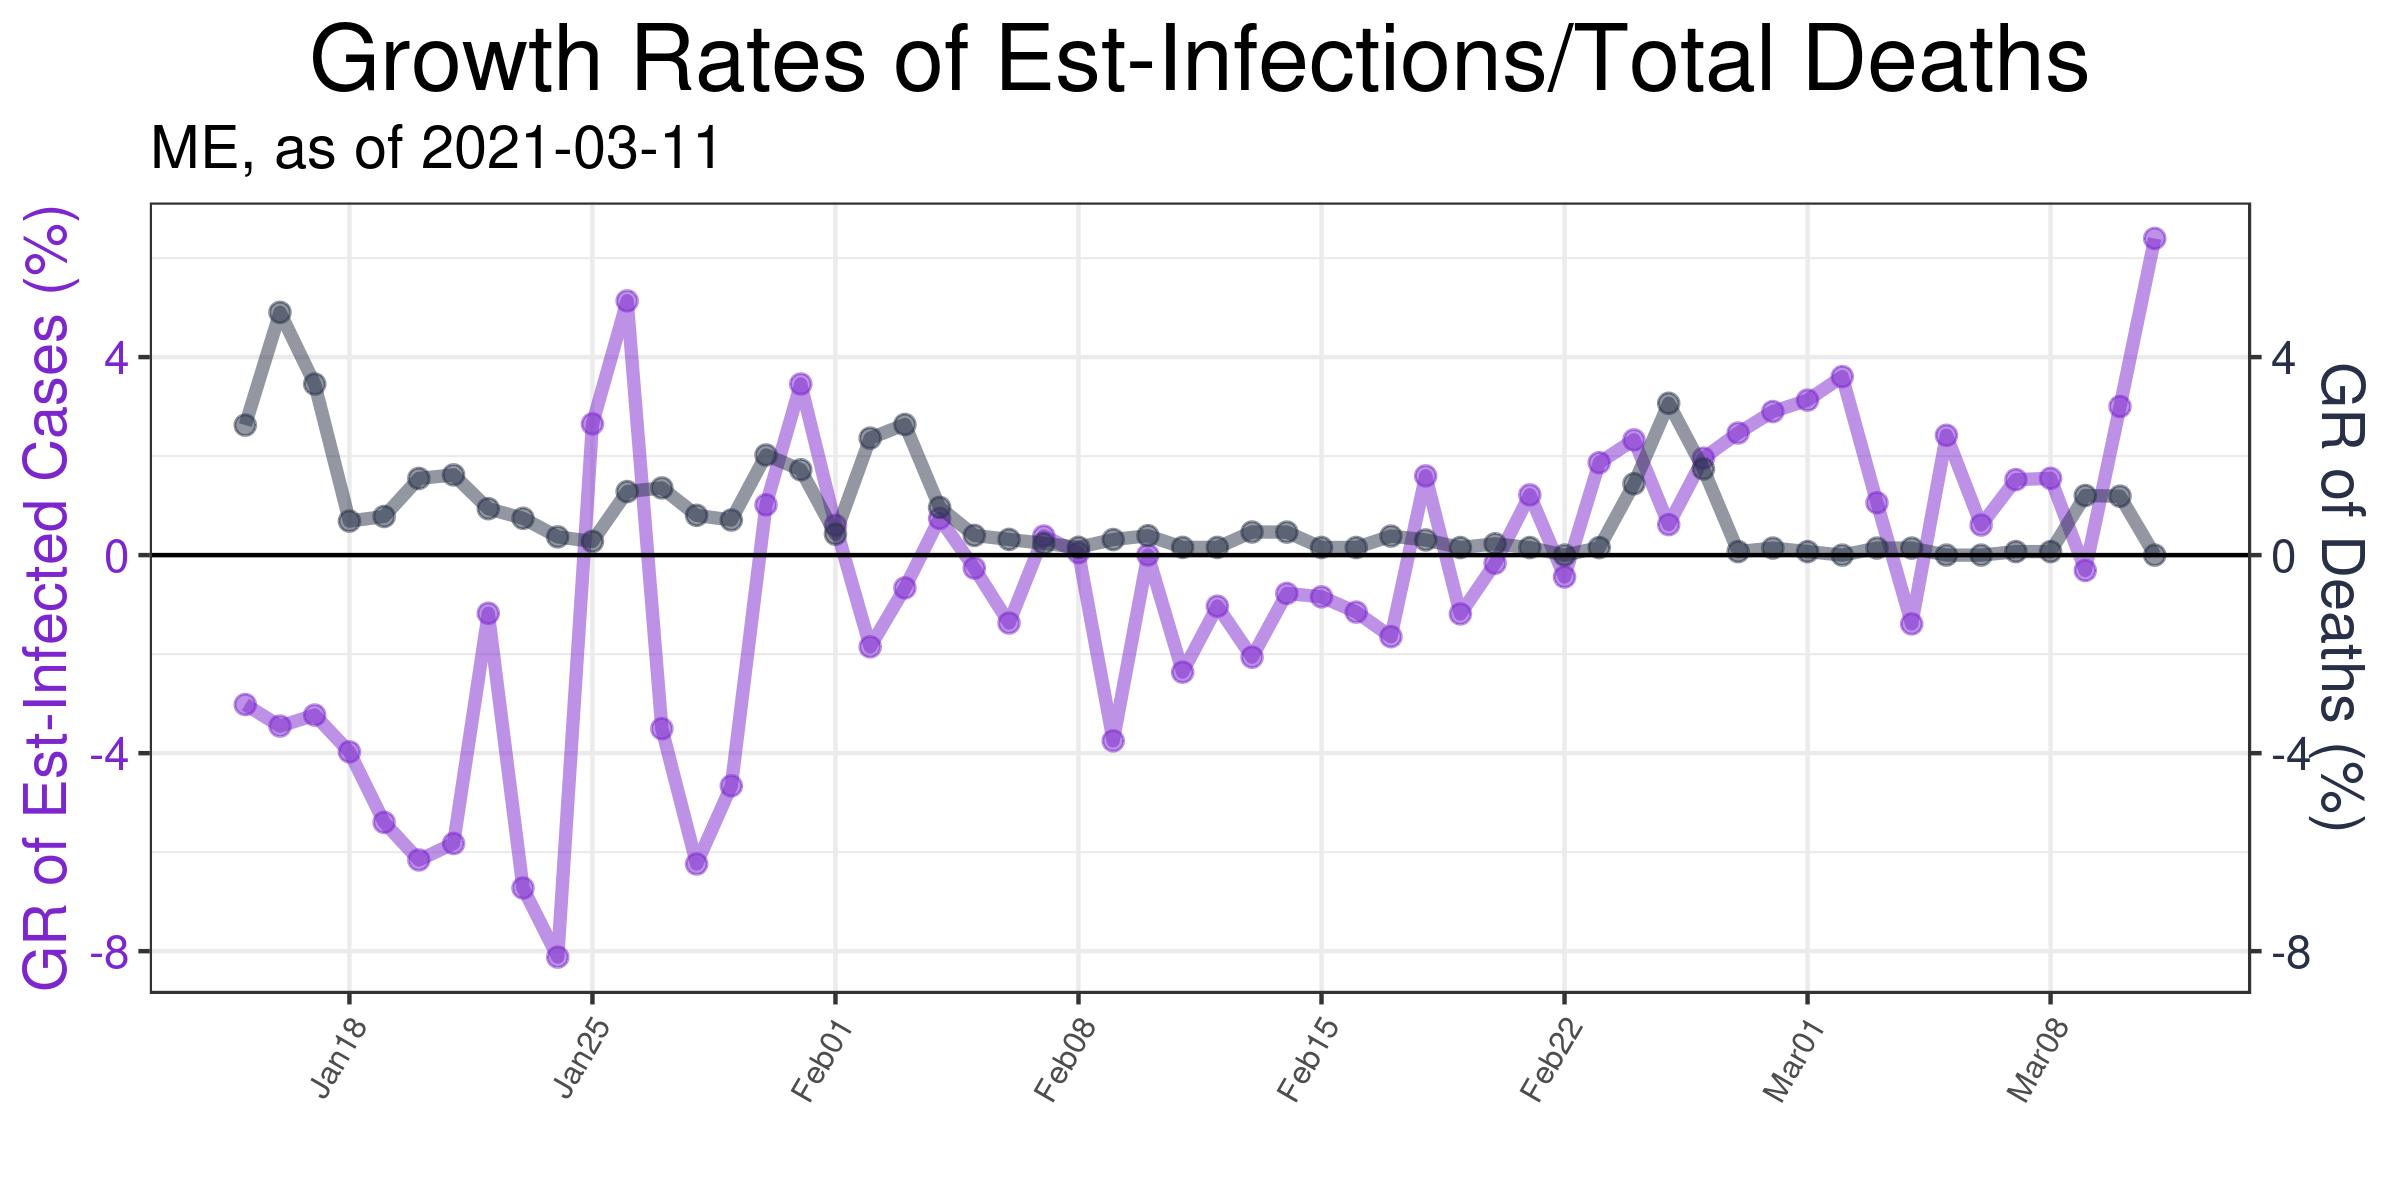 Growth Rates of Est-Infections/Total Deaths
ME, as of 2021-03-11
GR of Est-Infected Cases (%)
4
0
-4
-8
4
0
-4
-8
GR of Deaths (%)
Jan18
Jan25
Feb01
Feb08
Feb15
Feb22
Mar01
Mar08